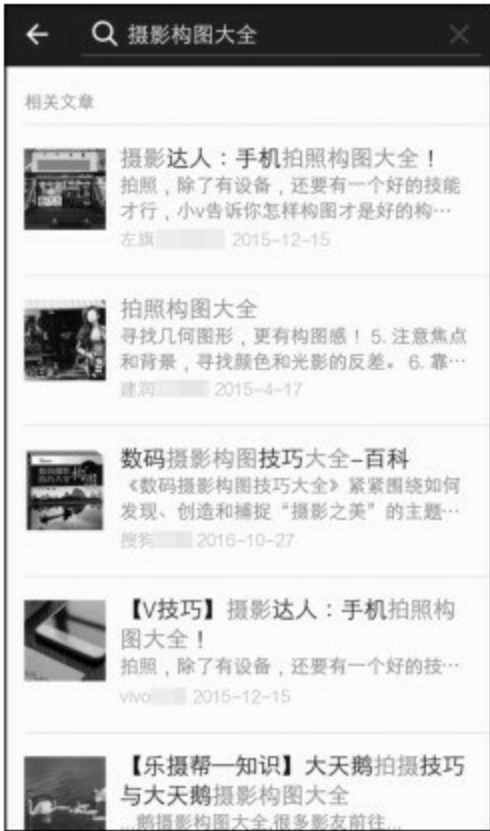 摄影构图大全
相关文章
摄影达人：手机拍照构图大全！
拍照，除了有设备，还要有一个好的技能
才行，小v告诉你怎样构图才是好的构…
左旗 2015-12-15
拍照构图大全
寻找几何图形，更有构图感！5. 注意焦点
和背景，寻找颜色和光影的反差。6. 靠…
建润 2015-4-17
数码摄影构图技巧大全-百科
《数码摄影构图技巧大全》紧紧围绕如何
发现、创造和捕捉“摄影之美”的主题…
搜狗 2016-10-27
【V技巧】摄影达人：手机拍照构
图大全！
拍照，除了有设备，还要有一个好的技…
vivo 2015-12-15
【乐摄帮一知识】大天鹅拍摄技巧
与大天鹅摄影构图大全
...鹅摄影构图大全,很多影友前往...